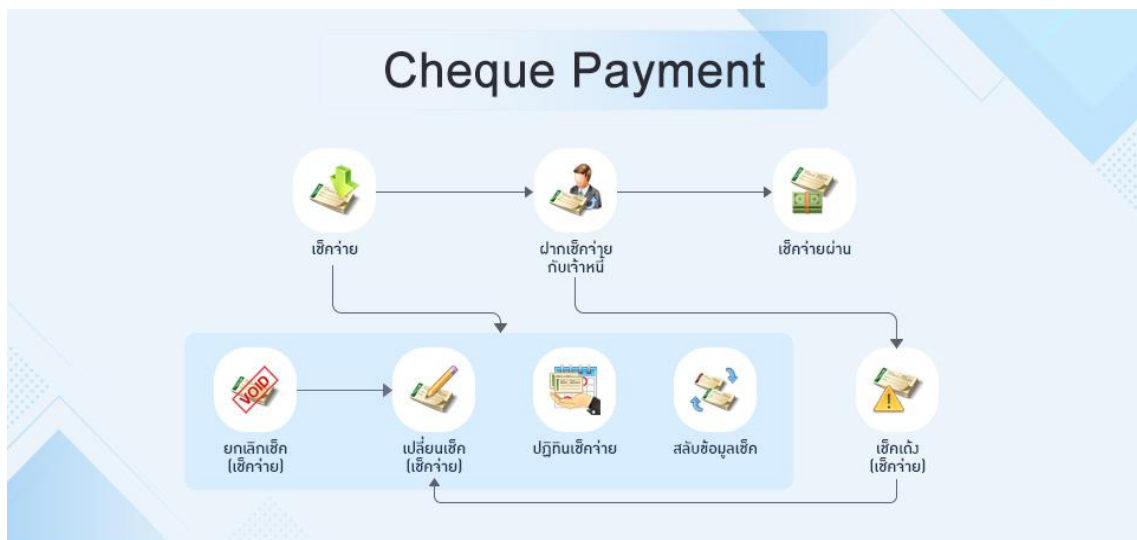 Cheque Payment
เช็คจ่าย
ฝากเช็คจ่าย
กับเจ้าหนี้
เช็คจ่ายผ่าน
VOID
ยกเลิกเช็ค
(เช็คจ่าย)
เปลี่ยนเช็ค
(เช็คจ่าย)
ปฏิทินเช็คจ่าย
สลับข้อมูลเช็ค
เช็คเด้ง
(เช็คจ่าย)